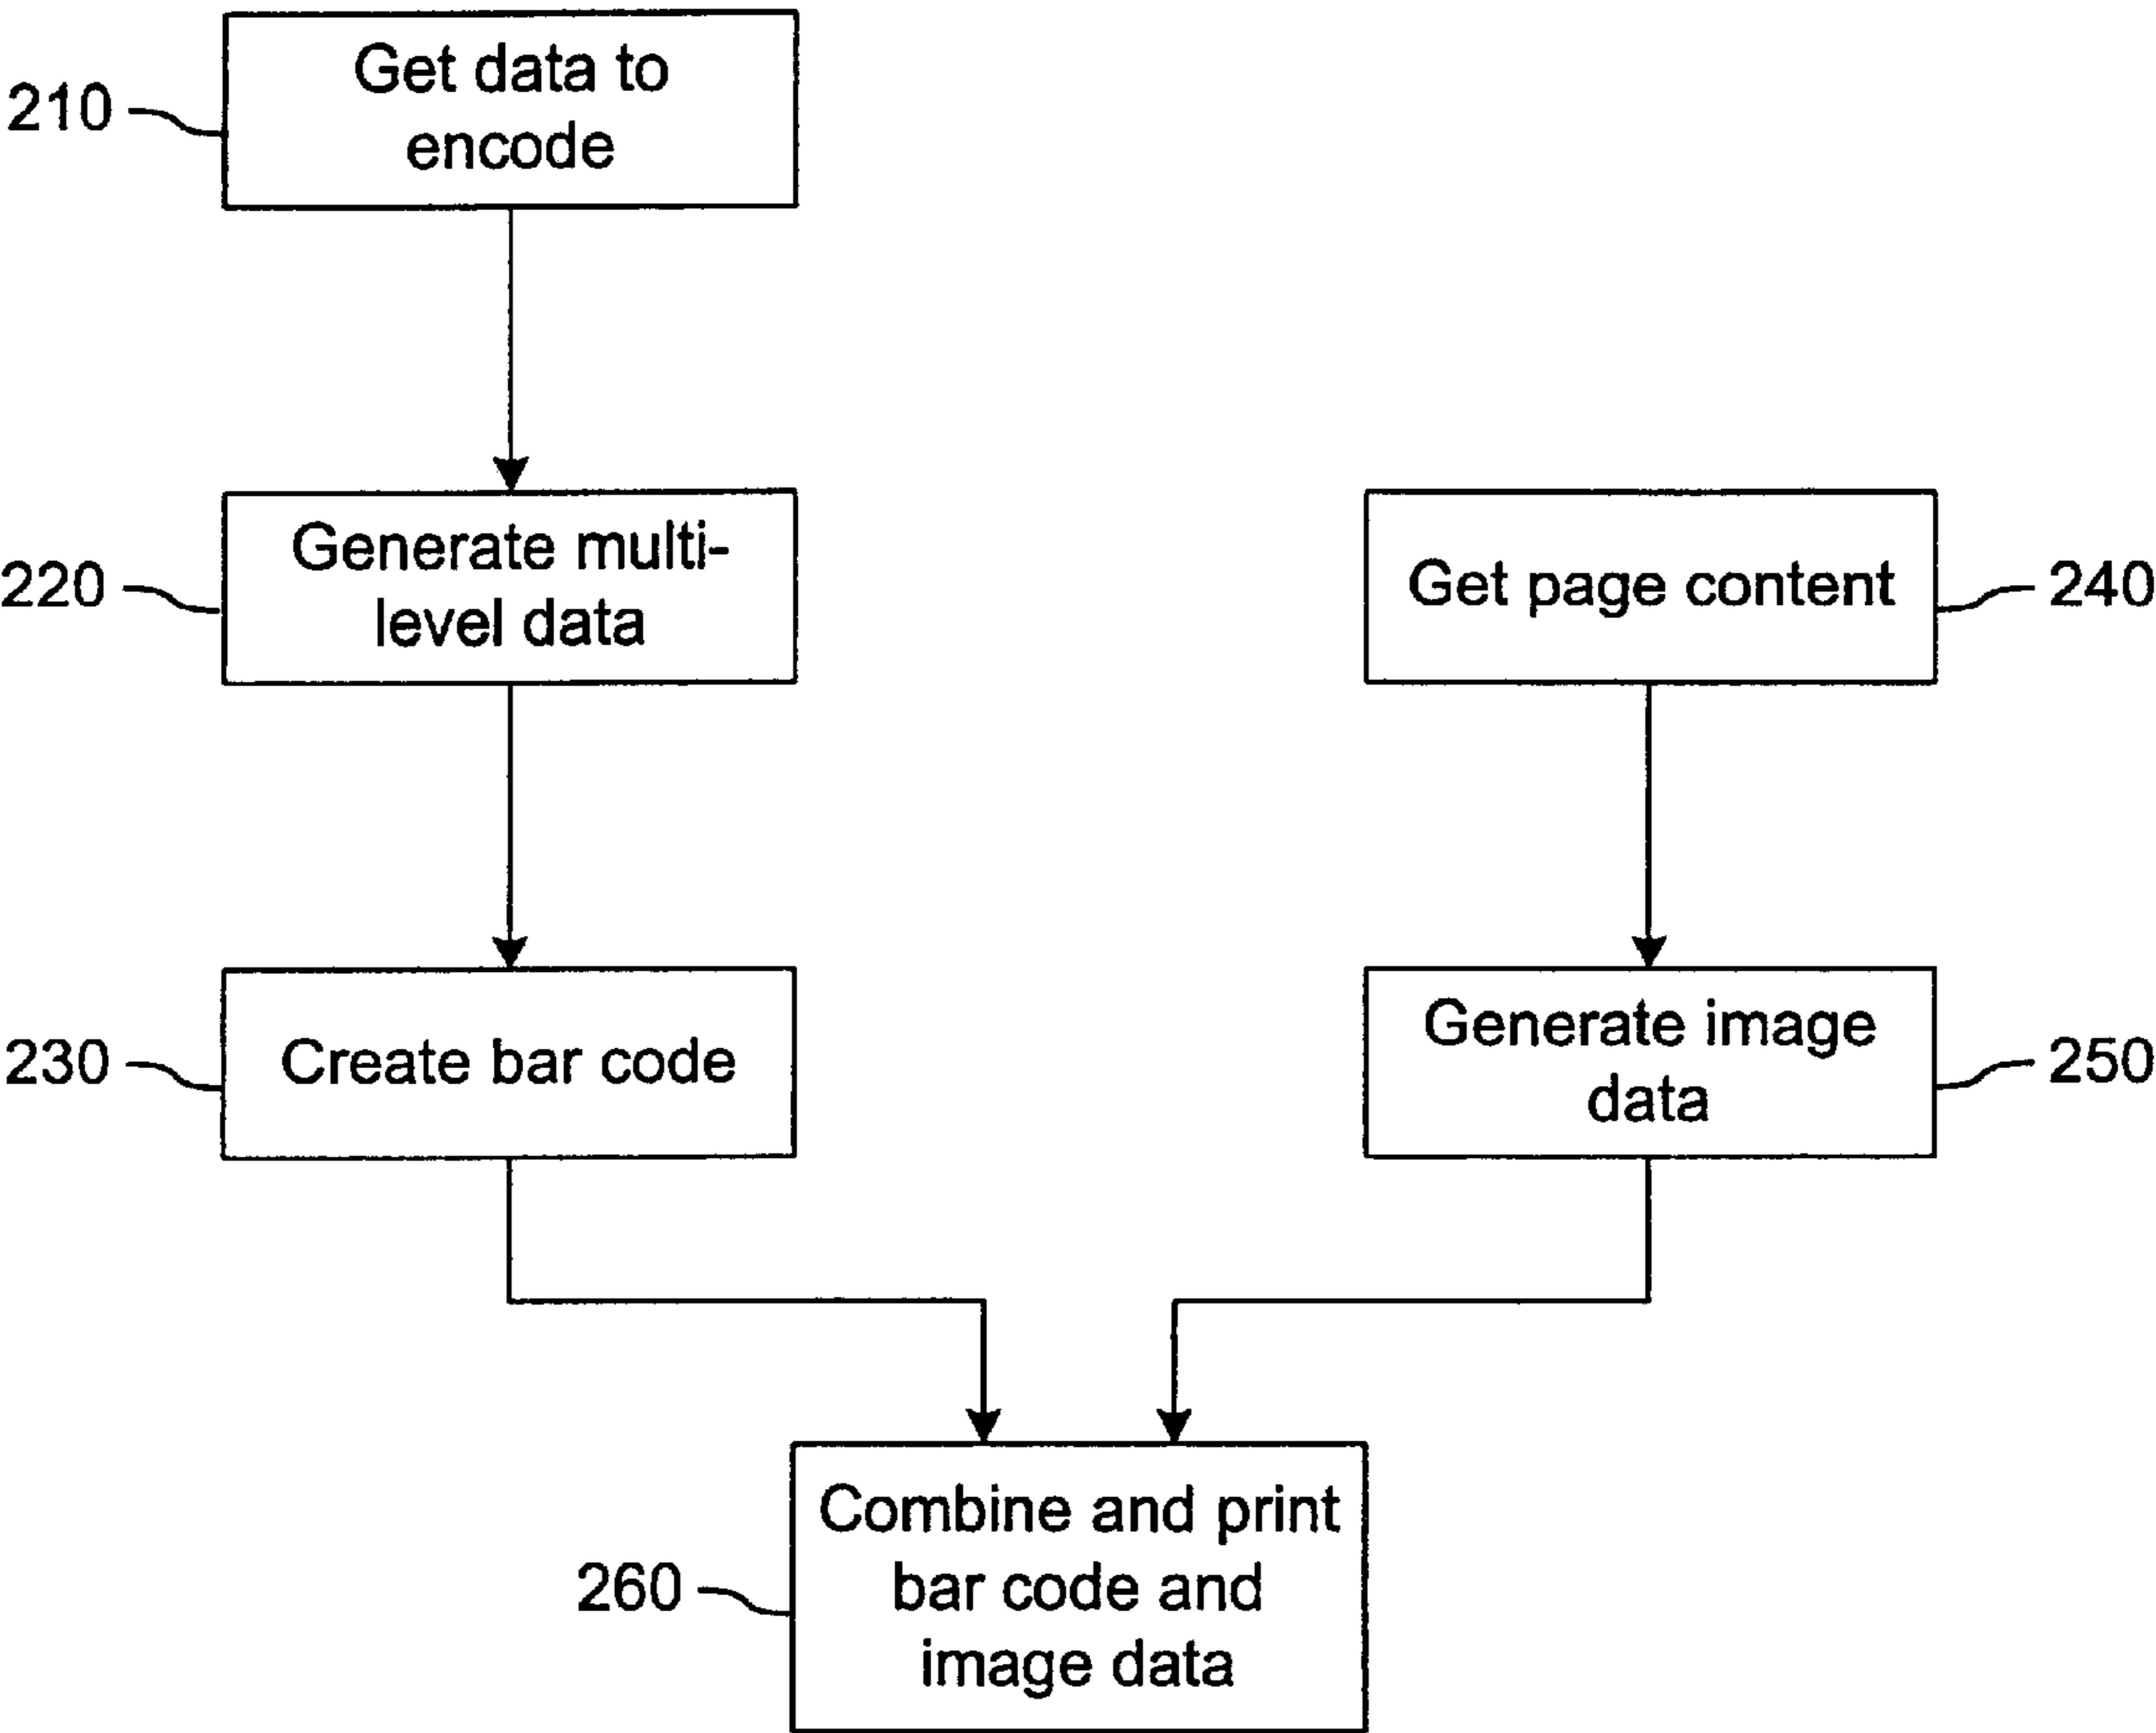 210
Get data to
encode
220
Generate multi-
level data
240
Get page content
230
Create bar code
250
Generate image
data
260
Combine and print
bar code and
image data